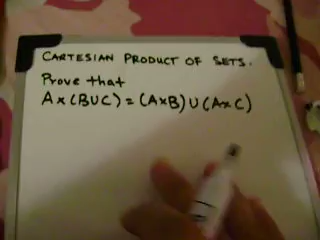 CARTESIAN PRODUCT OF SETS.
Prove that
A × (B∪C) = (A×B) ∪ (A×C)